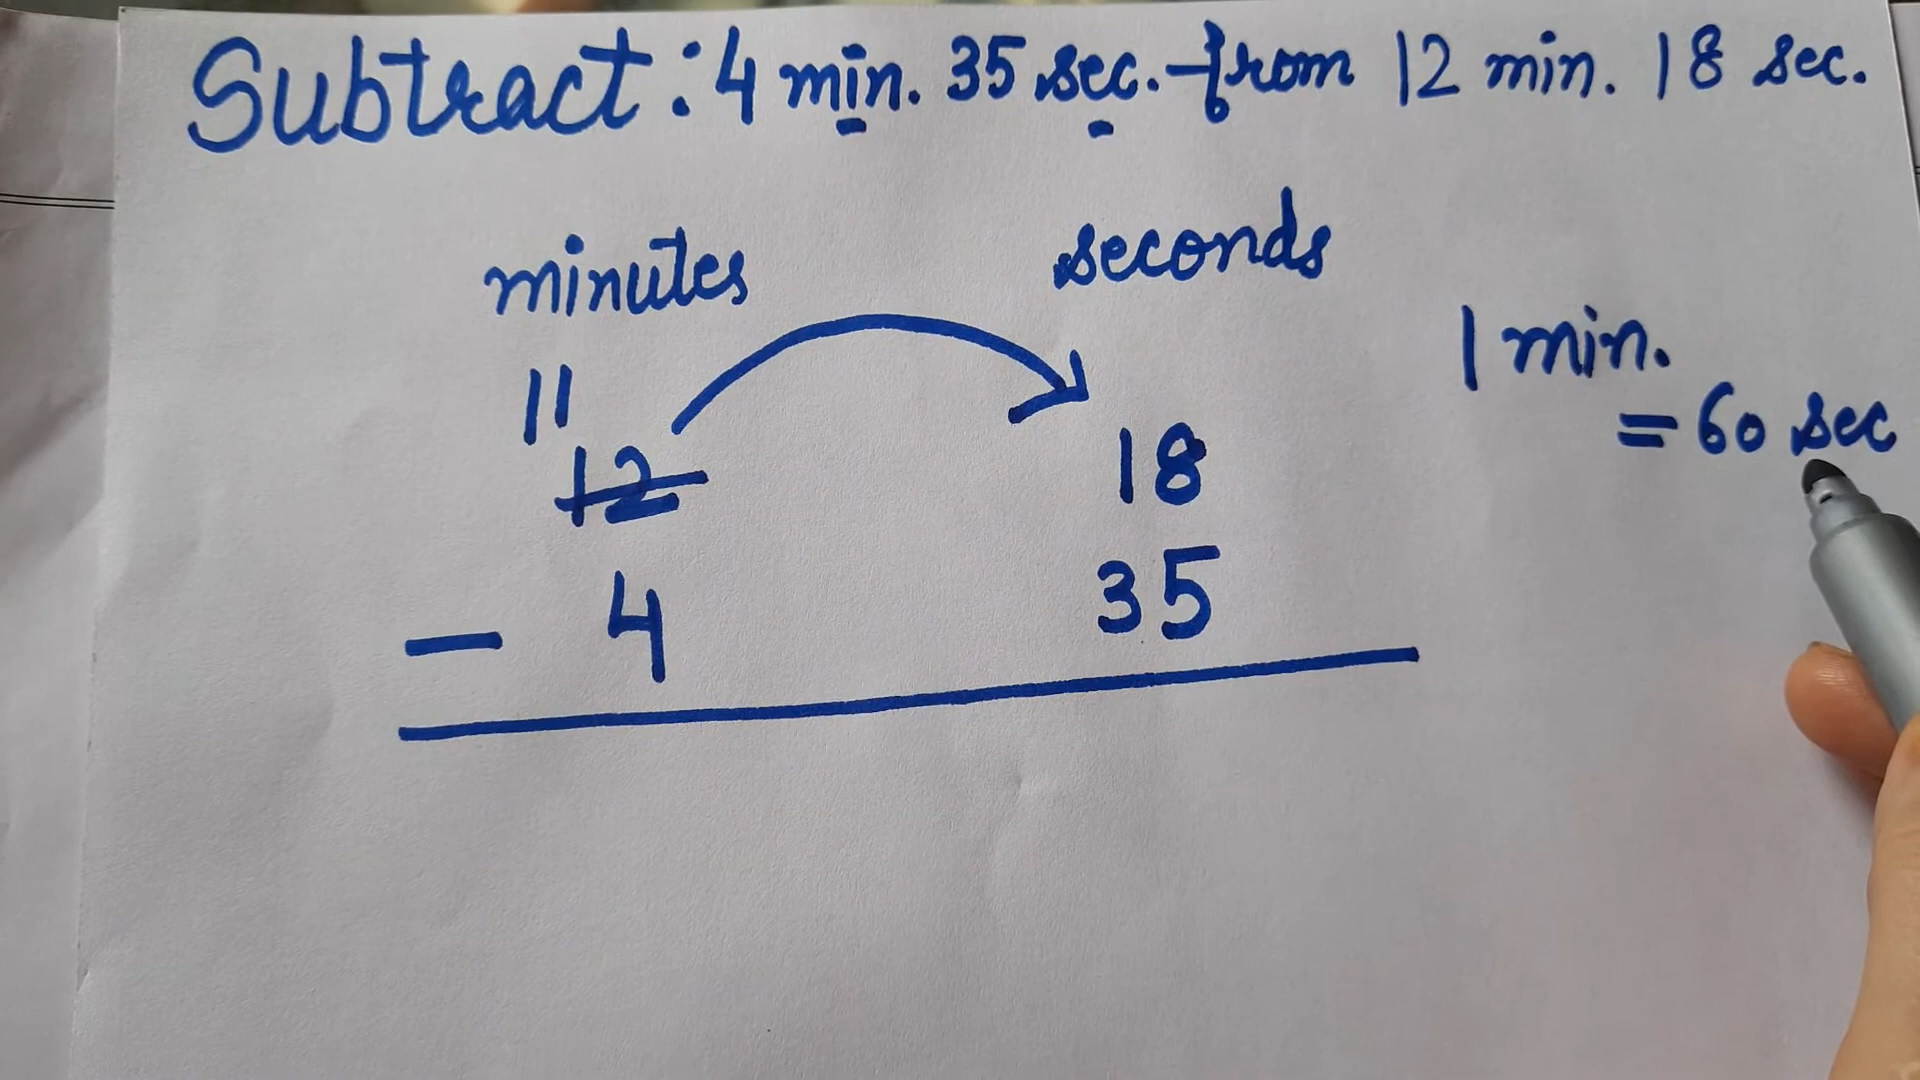 Subtract: 4 min. 35 sec. from 12 min. 18 sec.
minutes seconds
1 min.
= 60 sec
11
12 18
- 4 35